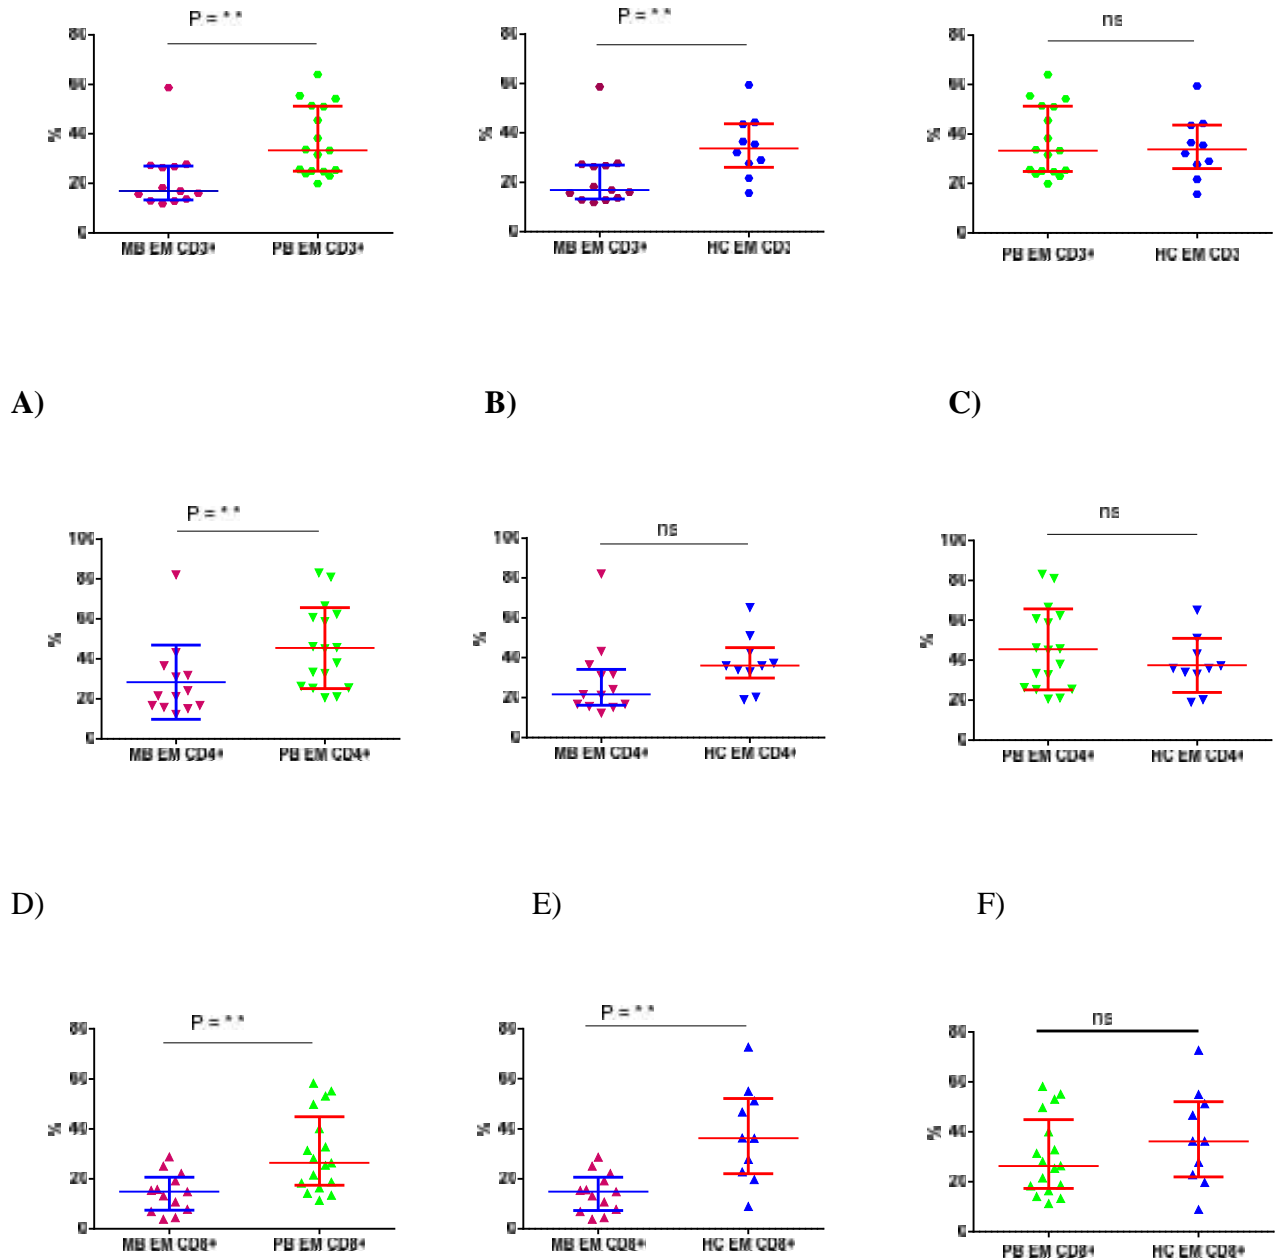 P = **
P = **
ns
80
60
40
20
0
%
MB EM CD3+
PB EM CD3+
80
60
40
20
0
%
MB EM CD3+
HC EM CD3
80
60
40
20
0
%
PB EM CD3+
HC EM CD3
A)
B)
C)
P = **
ns
ns
100
80
60
40
20
0
%
MB EM CD4+
PB EM CD4+
100
80
60
40
20
0
%
MB EM CD4+
HC EM CD4+
100
80
60
40
20
0
%
PB EM CD4+
HC EM CD4+
D)
E)
F)
P = **
P = **
ns
80
60
40
20
0
%
MB EM CD8+
PB EM CD8+
80
60
40
20
0
%
MB EM CD8+
HC EM CD8+
80
60
40
20
0
%
PB EM CD8+
HC EM CD8+